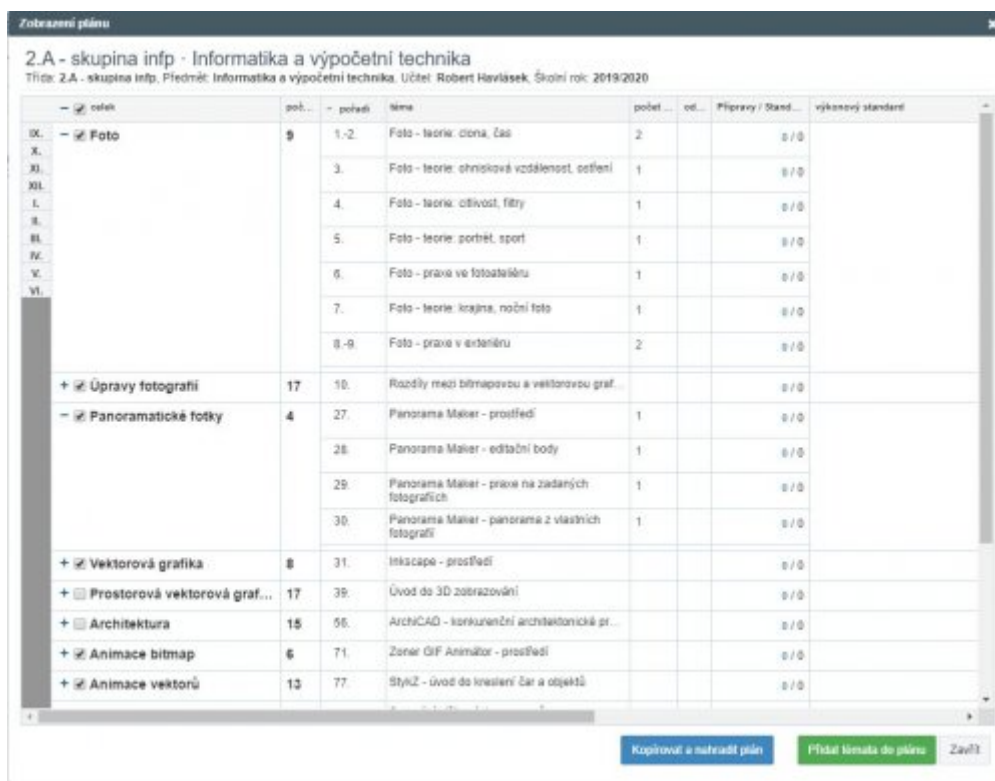 Zobrazení plánu
2.A - skupina infp · Informatika a výpočetní technika
Třída: 2.A - skupina infp, Předmět: Informatika a výpočetní technika, Učitel: Robert Havlásek, Školní rok: 2019/2020
celek poč... pořadí téma počet ... od... Přípravy / Stand... výkonový standard
IX.
X.
XI.
XII.
I.
II.
III.
IV.
V.
VI.
− Foto 9 1.-2. Foto - teorie: clona, čas 2 0 / 0
3. Foto - teorie: ohnisková vzdálenost, ostření 1 0 / 0
4. Foto - teorie: citlivost, filtry 1 0 / 0
5. Foto - teorie: portrét, sport 1 0 / 0
6. Foto - praxe ve fotoateliéru 1 0 / 0
7. Foto - teorie: krajina, noční foto 1 0 / 0
8.-9. Foto - praxe v exteriéru 2 0 / 0
+ Úpravy fotografií 17 10. Rozdíly mezi bitmapovou a vektorovou graf... 0 / 0
− Panoramatické fotky 4 27. Panorama Maker - prostředí 1 0 / 0
28. Panorama Maker - editační body 1 0 / 0
29. Panorama Maker - praxe na zadaných
fotografiích 1 0 / 0
30. Panorama Maker - panorama z vlastních
fotografií 1 0 / 0
+ Vektorová grafika 8 31. Inkscape - prostředí 0 / 0
+ Prostorová vektorová graf... 17 39. Úvod do 3D zobrazování 0 / 0
+ Architektura 15 56. ArchiCAD - konkurenční architektonické pr... 0 / 0
+ Animace bitmap 6 71. Zoner GIF Animátor - prostředí 0 / 0
+ Animace vektorů 13 77. StykZ - úvod do kreslení čar a objektů 0 / 0
Kopírovat a nahradit plán Přidat témata do plánu Zavřít